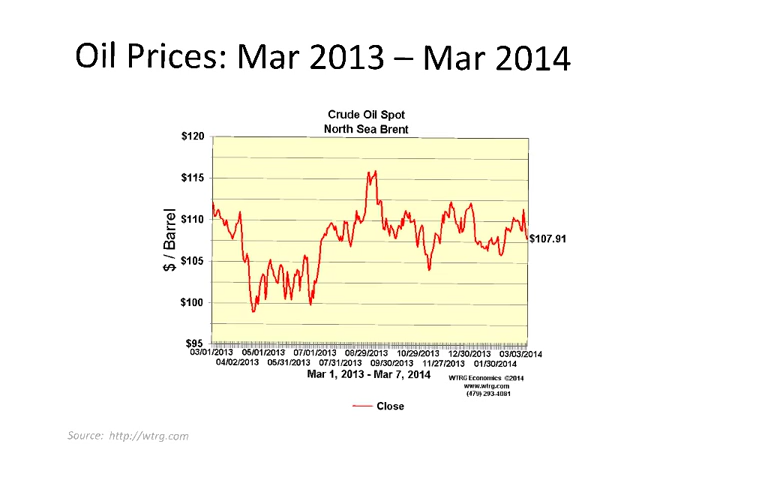 Oil Prices: Mar 2013 – Mar 2014
Crude Oil Spot
North Sea Brent
$120
$115
$110
$105
$100
$95
$ / Barrel
$107.91
03/01/2013 05/01/2013 07/01/2013 08/29/2013 10/29/2013 12/30/2013 03/03/2014
04/02/2013 05/31/2013 07/31/2013 09/30/2013 11/27/2013 01/30/2014
Mar 1, 2013 - Mar 7, 2014
WTRG Economics ©2014
www.wtrg.com
(479) 293-4081
Close
Source: http://wtrg.com